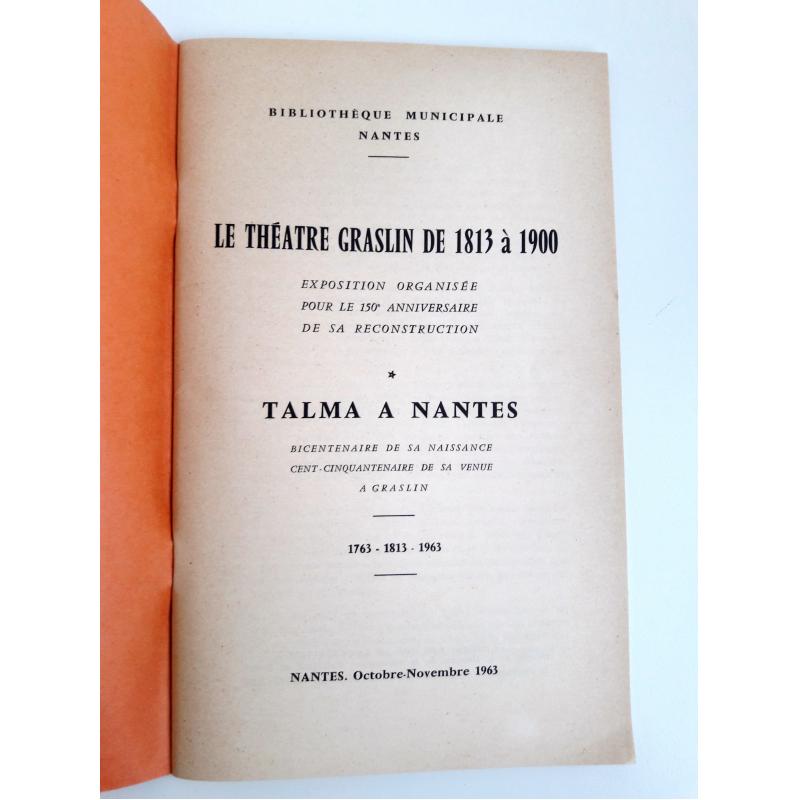 BIBLIOTHÈQUE MUNICIPALE
NANTES
LE THÉATRE GRASLIN DE 1813 à 1900
EXPOSITION ORGANISÉE
POUR LE 150e ANNIVERSAIRE
DE SA RECONSTRUCTION
*
TALMA A NANTES
BICENTENAIRE DE SA NAISSANCE
CENT-CINQUANTENAIRE DE SA VENUE
A GRASLIN
1763 - 1813 - 1963
NANTES. Octobre-Novembre 1963